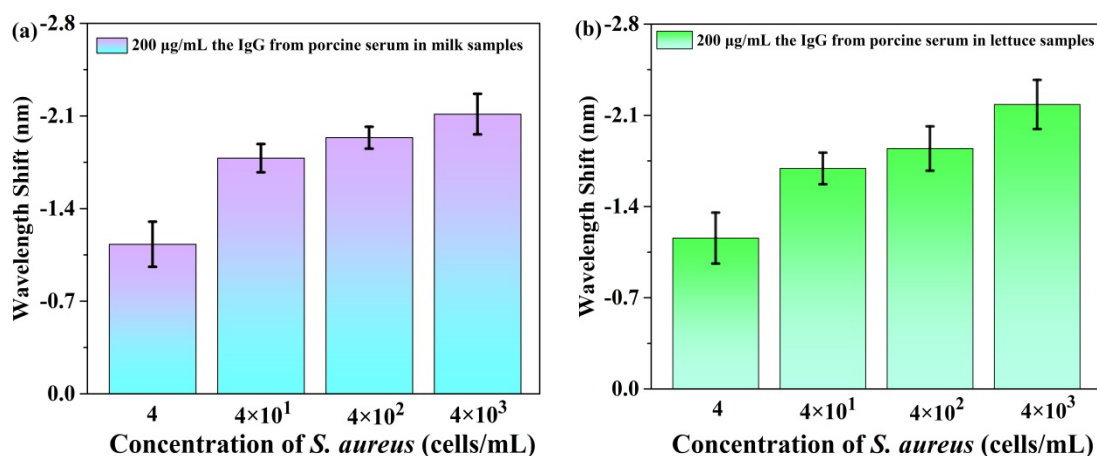 (a)
200 μg/mL the IgG from porcine serum in milk samples
Wavelength Shift (nm)
-2.8
-2.1
-1.4
-0.7
0.0
4
4×10¹
4×10²
4×10³
Concentration of S. aureus (cells/mL)
(b)
200 μg/mL the IgG from porcine serum in lettuce samples
Wavelength Shift (nm)
-2.8
-2.1
-1.4
-0.7
0.0
4
4×10¹
4×10²
4×10³
Concentration of S. aureus (cells/mL)